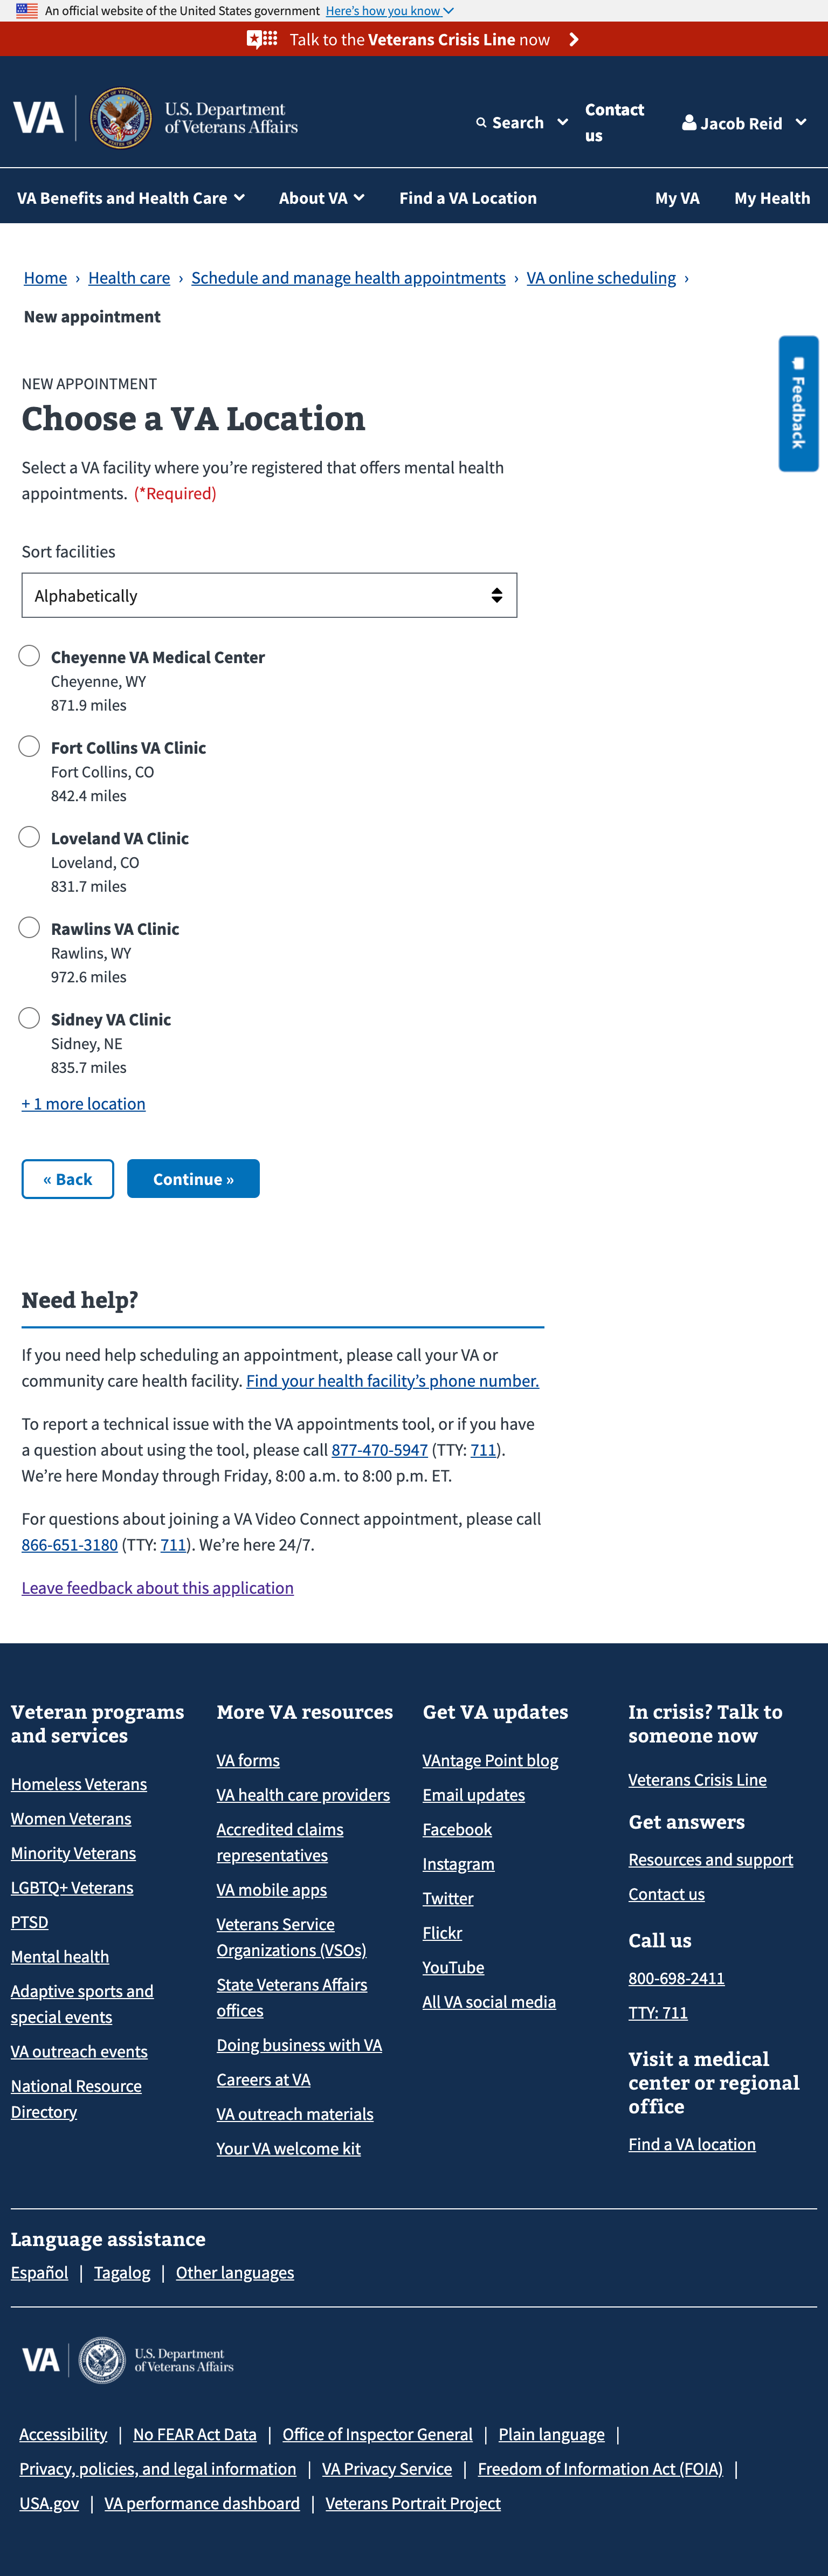 An official website of the United States government Here’s how you know
Talk to the Veterans Crisis Line now
VA U.S. Department of Veterans Affairs
Search
Contact us
Jacob Reid
VA Benefits and Health Care
About VA
Find a VA Location
My VA
My Health
Home › Health care › Schedule and manage health appointments › VA online scheduling ›
New appointment
Feedback
NEW APPOINTMENT
Choose a VA Location
Select a VA facility where you’re registered that offers mental health
appointments. (*Required)
Sort facilities
Alphabetically
Cheyenne VA Medical Center
Cheyenne, WY
871.9 miles
Fort Collins VA Clinic
Fort Collins, CO
842.4 miles
Loveland VA Clinic
Loveland, CO
831.7 miles
Rawlins VA Clinic
Rawlins, WY
972.6 miles
Sidney VA Clinic
Sidney, NE
835.7 miles
+ 1 more location
« Back
Continue »
Need help?
If you need help scheduling an appointment, please call your VA or
community care health facility. Find your health facility’s phone number.
To report a technical issue with the VA appointments tool, or if you have
a question about using the tool, please call 877-470-5947 (TTY: 711).
We’re here Monday through Friday, 8:00 a.m. to 8:00 p.m. ET.
For questions about joining a VA Video Connect appointment, please call
866-651-3180 (TTY: 711). We’re here 24/7.
Leave feedback about this application
Veteran programs
and services
Homeless Veterans
Women Veterans
Minority Veterans
LGBTQ+ Veterans
PTSD
Mental health
Adaptive sports and
special events
VA outreach events
National Resource
Directory
More VA resources
VA forms
VA health care providers
Accredited claims
representatives
VA mobile apps
Veterans Service
Organizations (VSOs)
State Veterans Affairs
offices
Doing business with VA
Careers at VA
VA outreach materials
Your VA welcome kit
Get VA updates
VAntage Point blog
Email updates
Facebook
Instagram
Twitter
Flickr
YouTube
All VA social media
In crisis? Talk to
someone now
Veterans Crisis Line
Get answers
Resources and support
Contact us
Call us
800-698-2411
TTY: 711
Visit a medical
center or regional
office
Find a VA location
Language assistance
Español | Tagalog | Other languages
VA U.S. Department
of Veterans Affairs
Accessibility | No FEAR Act Data | Office of Inspector General | Plain language |
Privacy, policies, and legal information | VA Privacy Service | Freedom of Information Act (FOIA) |
USA.gov | VA performance dashboard | Veterans Portrait Project